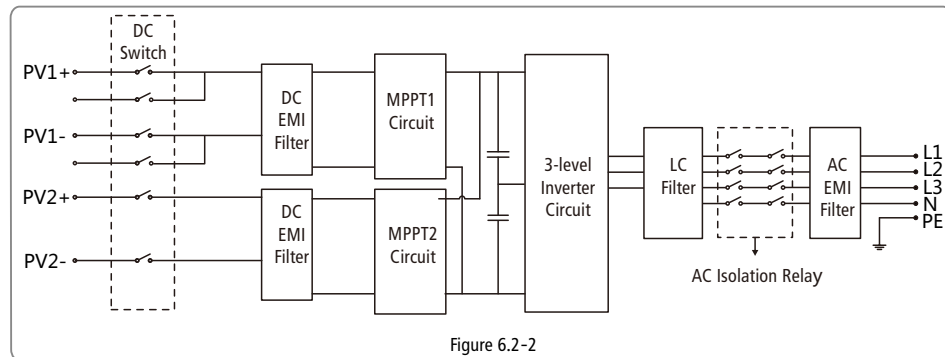 DC
Switch
PV1+
PV1-
PV2+
PV2-
DC
EMI
Filter
DC
EMI
Filter
MPPT1
Circuit
MPPT2
Circuit
3-level
Inverter
Circuit
LC
Filter
AC
EMI
Filter
L1
L2
L3
N
PE
AC Isolation Relay
Figure 6.2-2